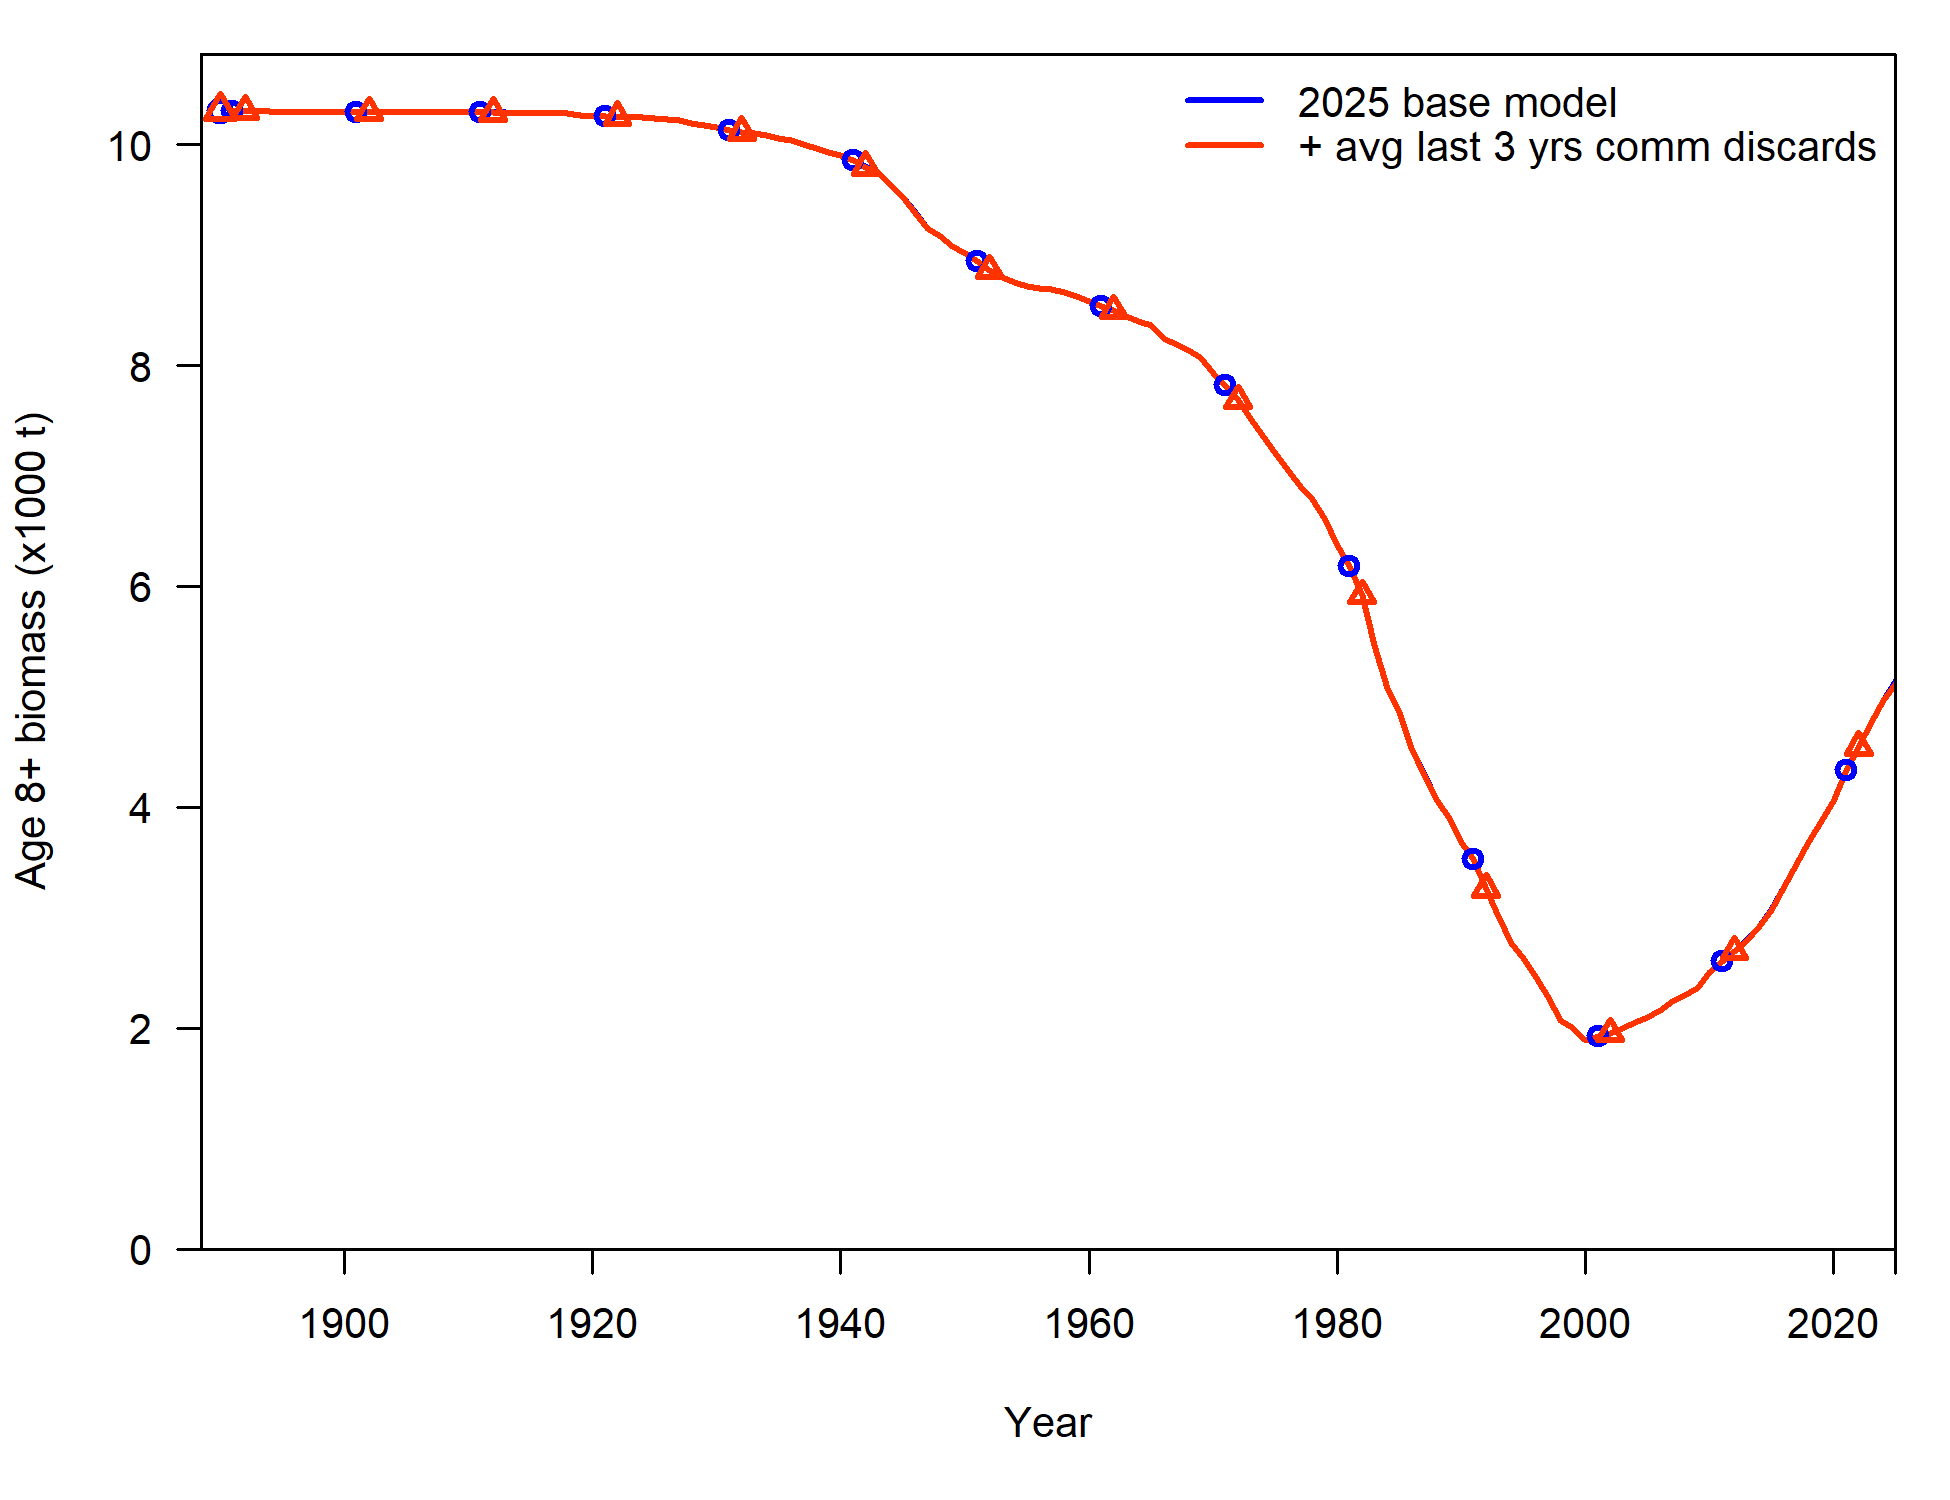 2025 base model
+ avg last 3 yrs comm discards
Age 8+ biomass (x1000 t)
10
8
6
4
2
0
1900 1920 1940 1960 1980 2000 2020
Year